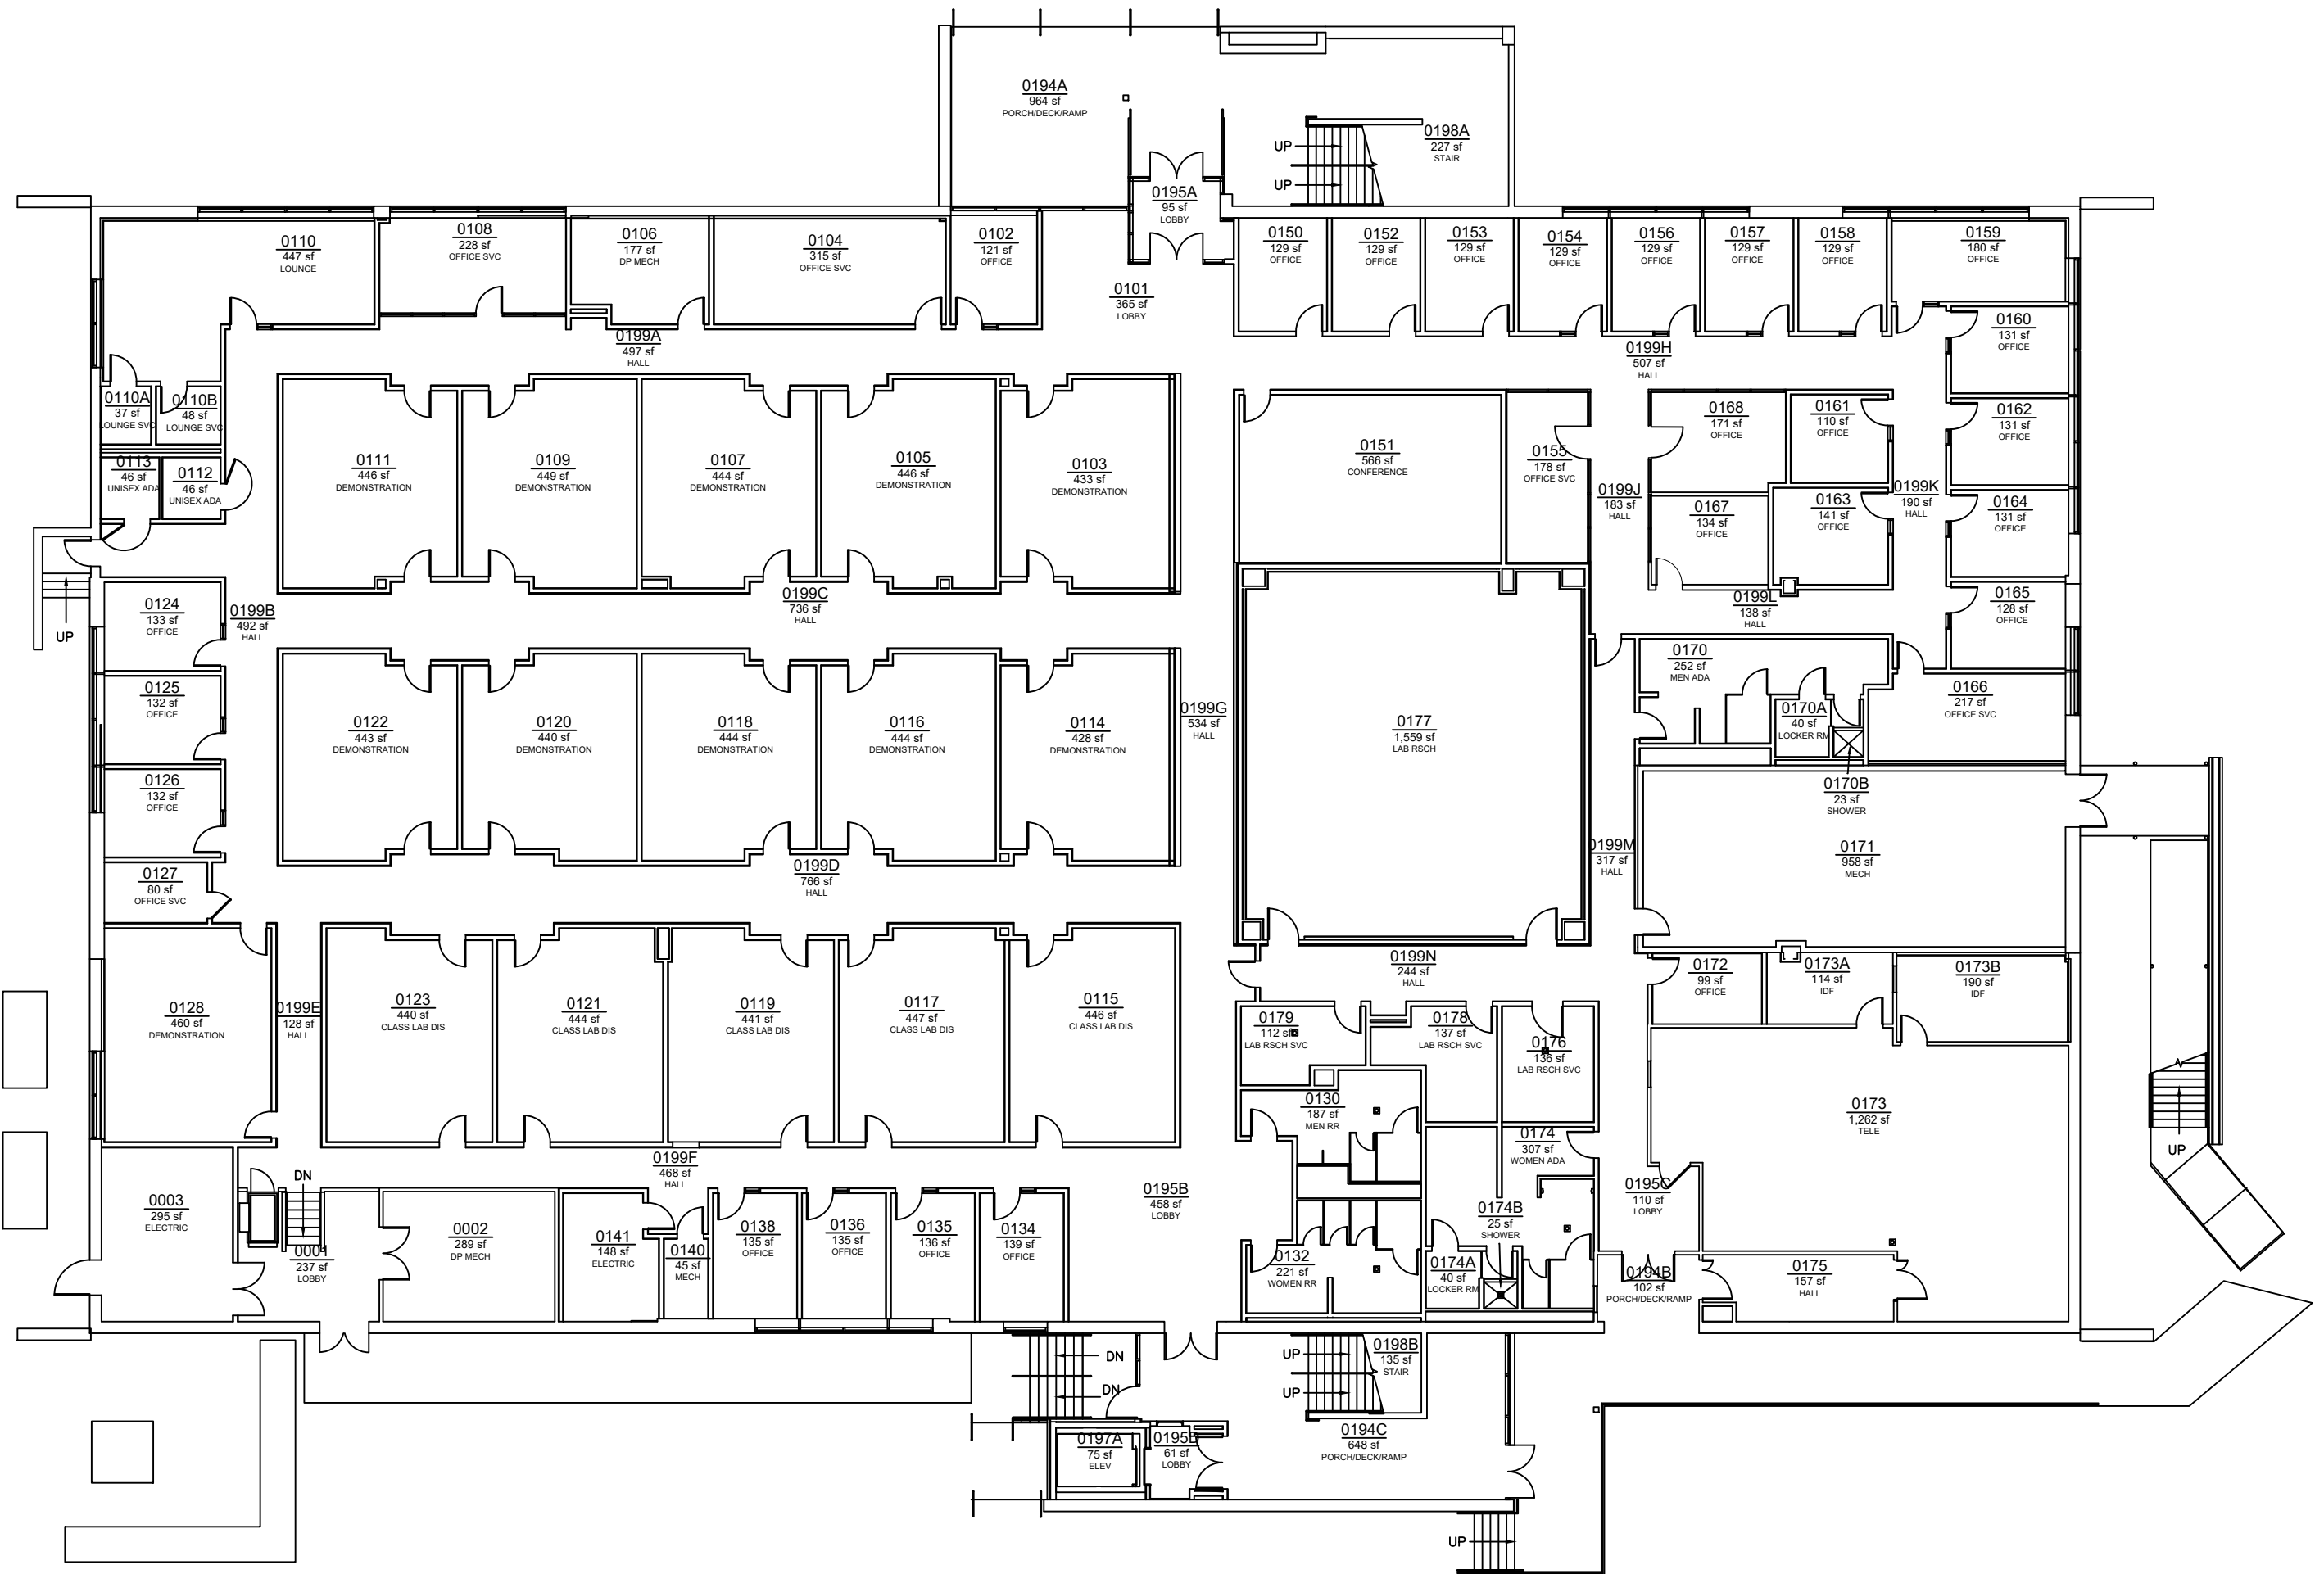 0194A
964 sf
PORCH/DECK/RAMP
0198A
227 sf
STAIR
UP
UP
0195A
95 sf
LOBBY
0110
447 sf
LOUNGE
0108
228 sf
OFFICE SVC
0106
177 sf
DP MECH
0104
315 sf
OFFICE SVC
0102
121 sf
OFFICE
0101
365 sf
LOBBY
0150
129 sf
OFFICE
0152
129 sf
OFFICE
0153
129 sf
OFFICE
0154
129 sf
OFFICE
0156
129 sf
OFFICE
0157
129 sf
OFFICE
0158
129 sf
OFFICE
0159
180 sf
OFFICE
0199A
497 sf
HALL
0199H
507 sf
HALL
0160
131 sf
OFFICE
0110A
37 sf
LOUNGE SVC
0110B
48 sf
LOUNGE SVC
0113
46 sf
UNISEX ADA
0112
46 sf
UNISEX ADA
0111
446 sf
DEMONSTRATION
0109
449 sf
DEMONSTRATION
0107
444 sf
DEMONSTRATION
0105
446 sf
DEMONSTRATION
0103
433 sf
DEMONSTRATION
0151
566 sf
CONFERENCE
0155
178 sf
OFFICE SVC
0168
171 sf
OFFICE
0161
110 sf
OFFICE
0162
131 sf
OFFICE
0199J
183 sf
HALL
0167
134 sf
OFFICE
0163
141 sf
OFFICE
0199K
190 sf
HALL
0164
131 sf
OFFICE
UP
0124
133 sf
OFFICE
0199B
492 sf
HALL
0199C
736 sf
HALL
0199L
138 sf
HALL
0165
128 sf
OFFICE
0125
132 sf
OFFICE
0122
443 sf
DEMONSTRATION
0120
440 sf
DEMONSTRATION
0118
444 sf
DEMONSTRATION
0116
444 sf
DEMONSTRATION
0114
428 sf
DEMONSTRATION
0199G
534 sf
HALL
0177
1,559 sf
LAB RSCH
0170
252 sf
MEN ADA
0170A
40 sf
LOCKER RM
0166
217 sf
OFFICE SVC
0126
132 sf
OFFICE
0170B
23 sf
SHOWER
0127
80 sf
OFFICE SVC
0199D
766 sf
HALL
0199M
317 sf
HALL
0171
958 sf
MECH
0128
460 sf
DEMONSTRATION
0199E
128 sf
HALL
0123
440 sf
CLASS LAB DIS
0121
444 sf
CLASS LAB DIS
0119
441 sf
CLASS LAB DIS
0117
447 sf
CLASS LAB DIS
0115
446 sf
CLASS LAB DIS
0199N
244 sf
HALL
0172
99 sf
OFFICE
0173A
114 sf
IDF
0173B
190 sf
IDF
0179
112 sf
LAB RSCH SVC
0178
137 sf
LAB RSCH SVC
0176
136 sf
LAB RSCH SVC
0130
187 sf
MEN RR
0174
307 sf
WOMEN ADA
0173
1,262 sf
TELE
UP
0199F
468 sf
HALL
DN
0003
295 sf
ELECTRIC
0001
237 sf
LOBBY
0002
289 sf
DP MECH
0141
148 sf
ELECTRIC
0140
45 sf
MECH
0138
135 sf
OFFICE
0136
135 sf
OFFICE
0135
136 sf
OFFICE
0134
139 sf
OFFICE
0195B
458 sf
LOBBY
0132
221 sf
WOMEN RR
0174B
25 sf
SHOWER
0174A
40 sf
LOCKER RM
0195C
110 sf
LOBBY
0194B
102 sf
PORCH/DECK/RAMP
0175
157 sf
HALL
DN
DN
UP
UP
0198B
135 sf
STAIR
0197A
75 sf
ELEV
61 sf
LOBBY
0194C
648 sf
PORCH/DECK/RAMP
UP